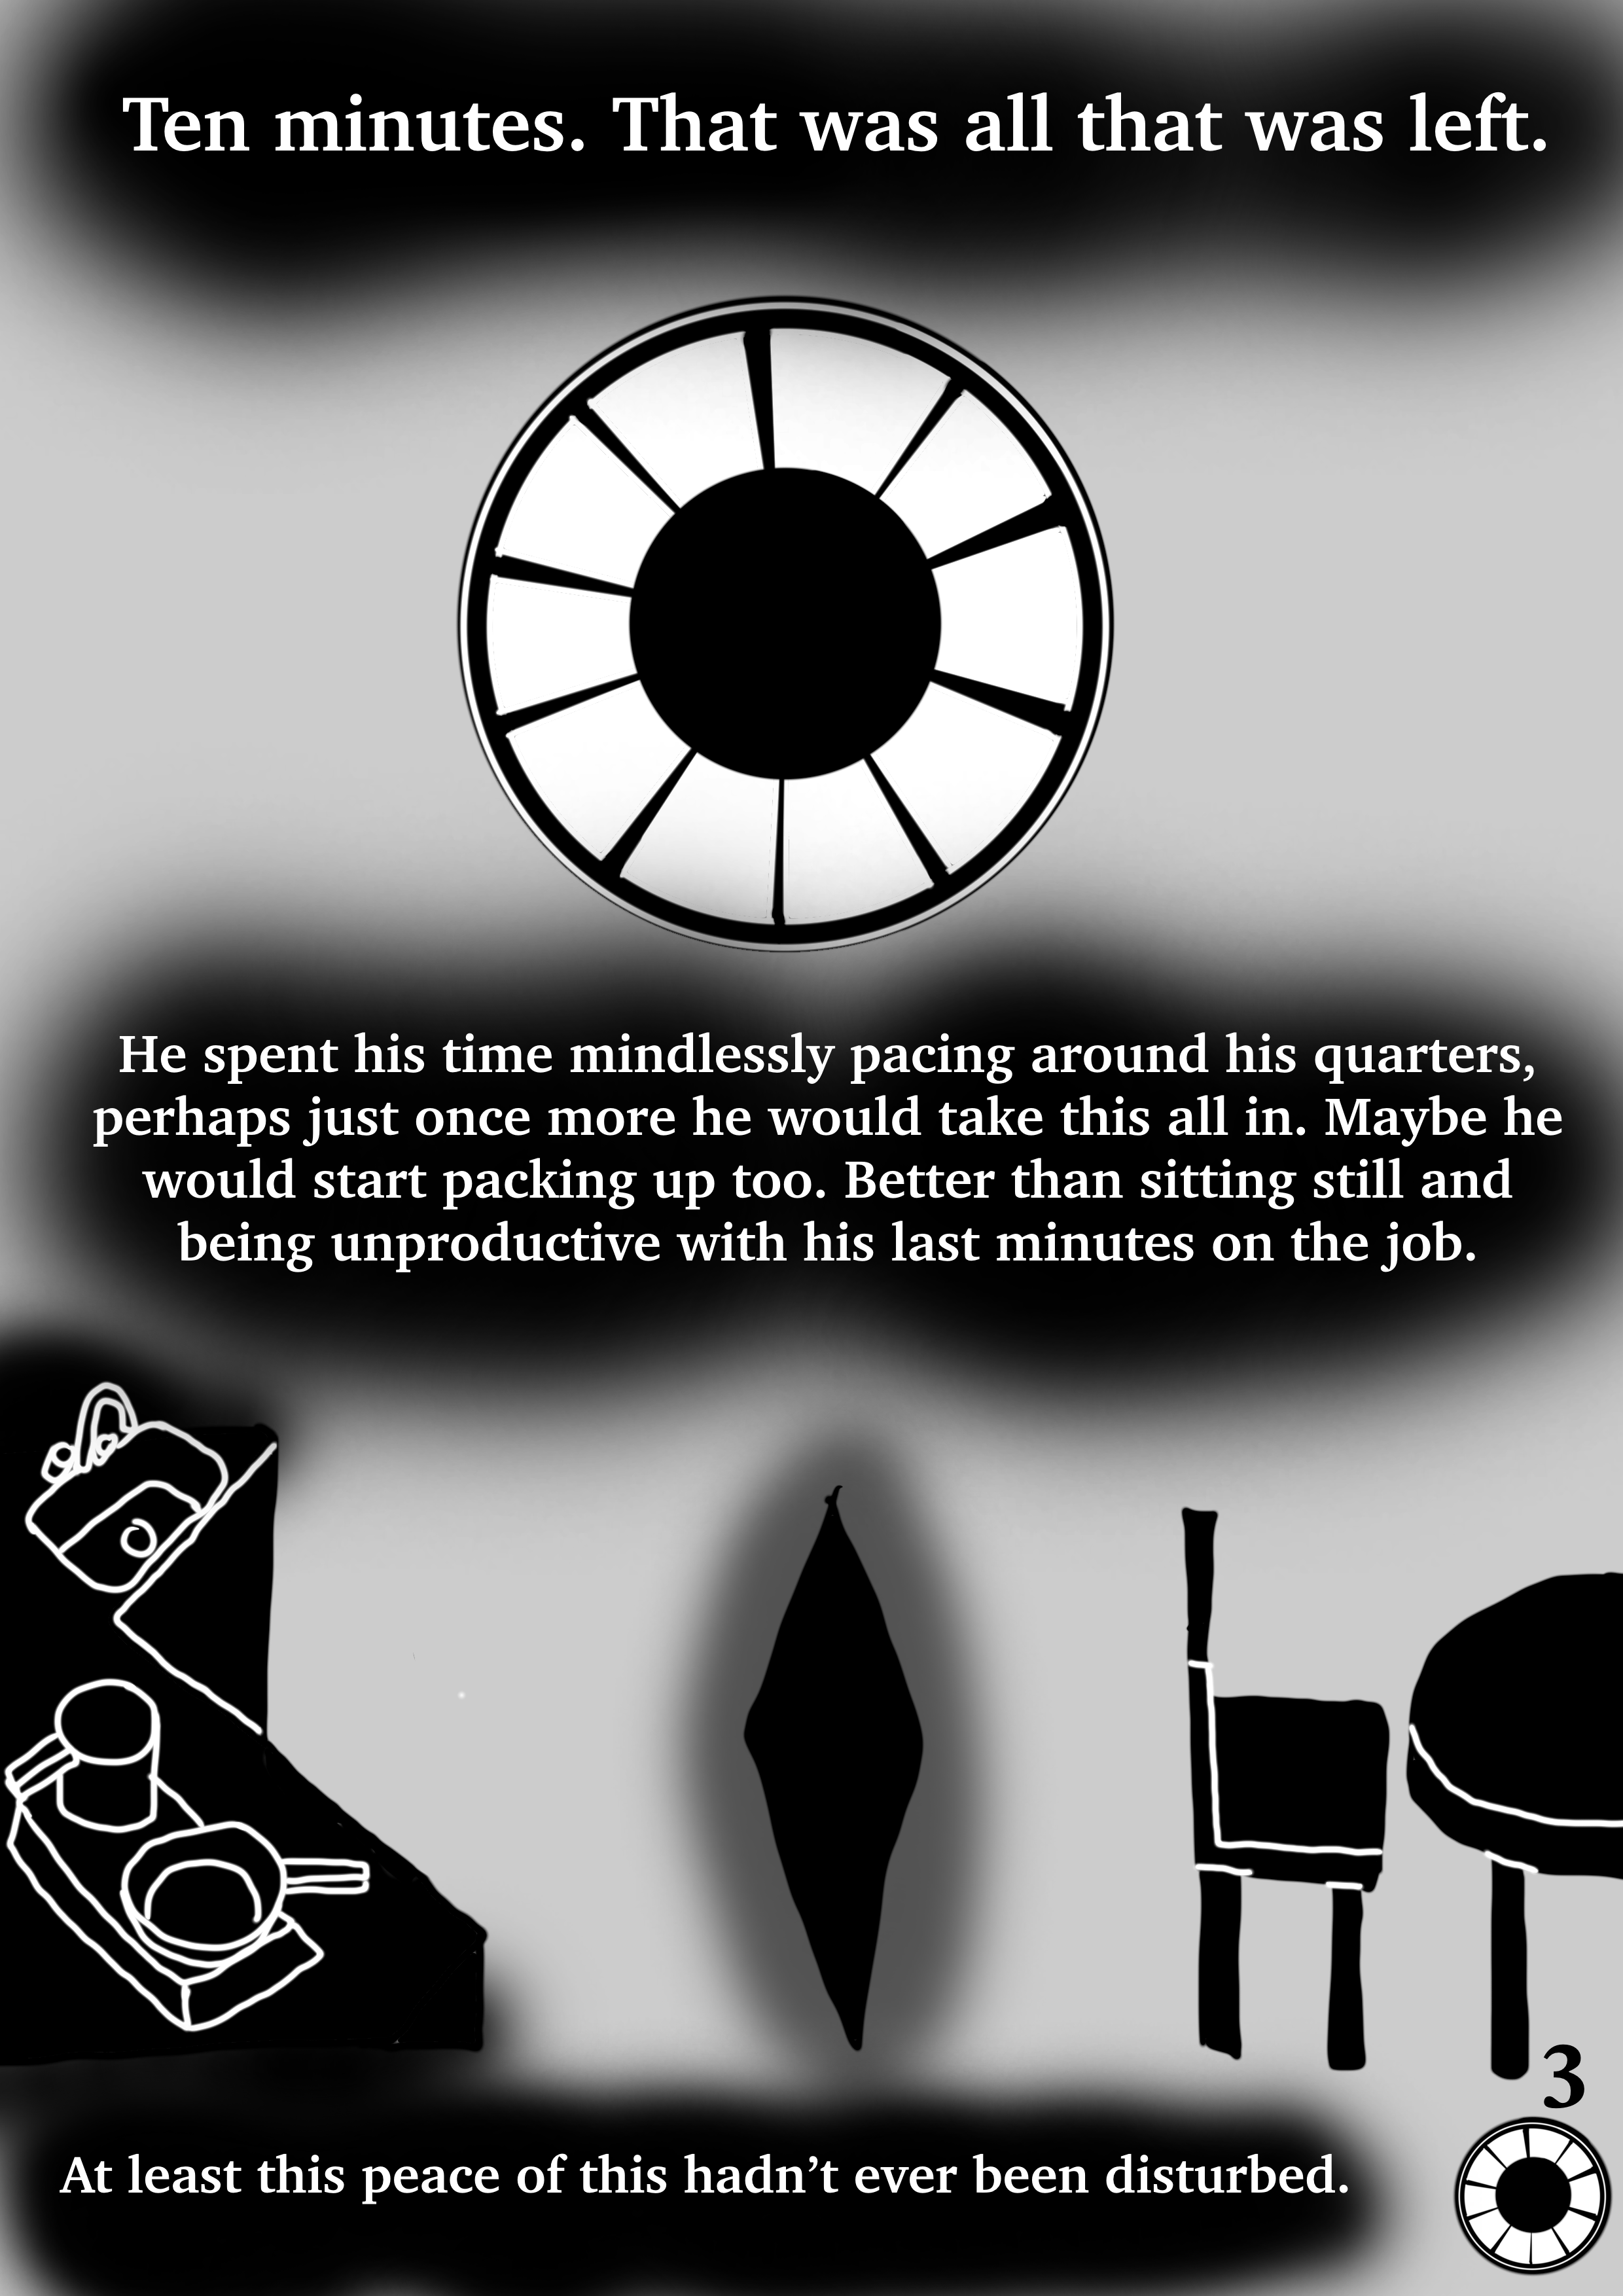 Ten minutes. That was all that was left.
He spent his time mindlessly pacing around his quarters,
perhaps just once more he would take this all in. Maybe he
would start packing up too. Better than sitting still and
being unproductive with his last minutes on the job.
3
At least this peace of this hadn’t ever been disturbed.